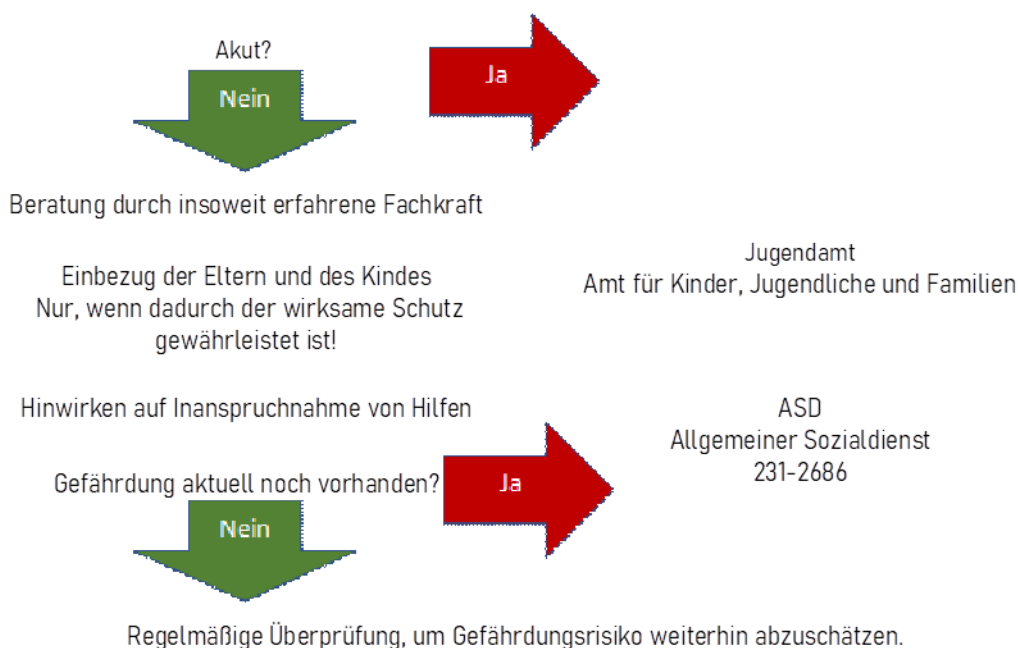 Akut?
Ja
Nein
Beratung durch insoweit erfahrene Fachkraft
Einbezug der Eltern und des Kindes
Nur, wenn dadurch der wirksame Schutz
gewährleistet ist!
Jugendamt
Amt für Kinder, Jugendliche und Familien
Hinwirken auf Inanspruchnahme von Hilfen
ASD
Allgemeiner Sozialdienst
231-2686
Gefährdung aktuell noch vorhanden?
Ja
Nein
Regelmäßige Überprüfung, um Gefährdungsrisiko weiterhin abzuschätzen.